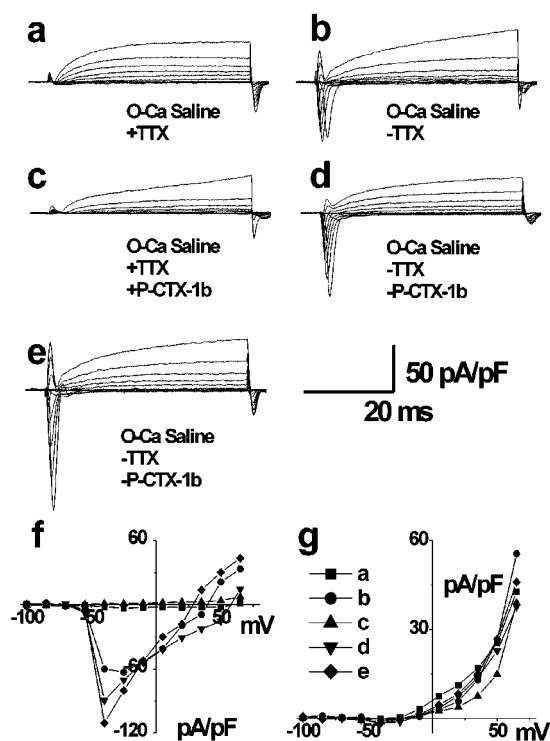 a
O-Ca Saline
+TTX
b
O-Ca Saline
-TTX
c
O-Ca Saline
+TTX
+P-CTX-1b
d
O-Ca Saline
-TTX
-P-CTX-1b
e
O-Ca Saline
-TTX
-P-CTX-1b
50 pA/pF
20 ms
f
60
-100
-50
50
mV
-60
-120
pA/pF
g
60
pA/pF
a
b
c
d
e
30
-100
-50
50
mV